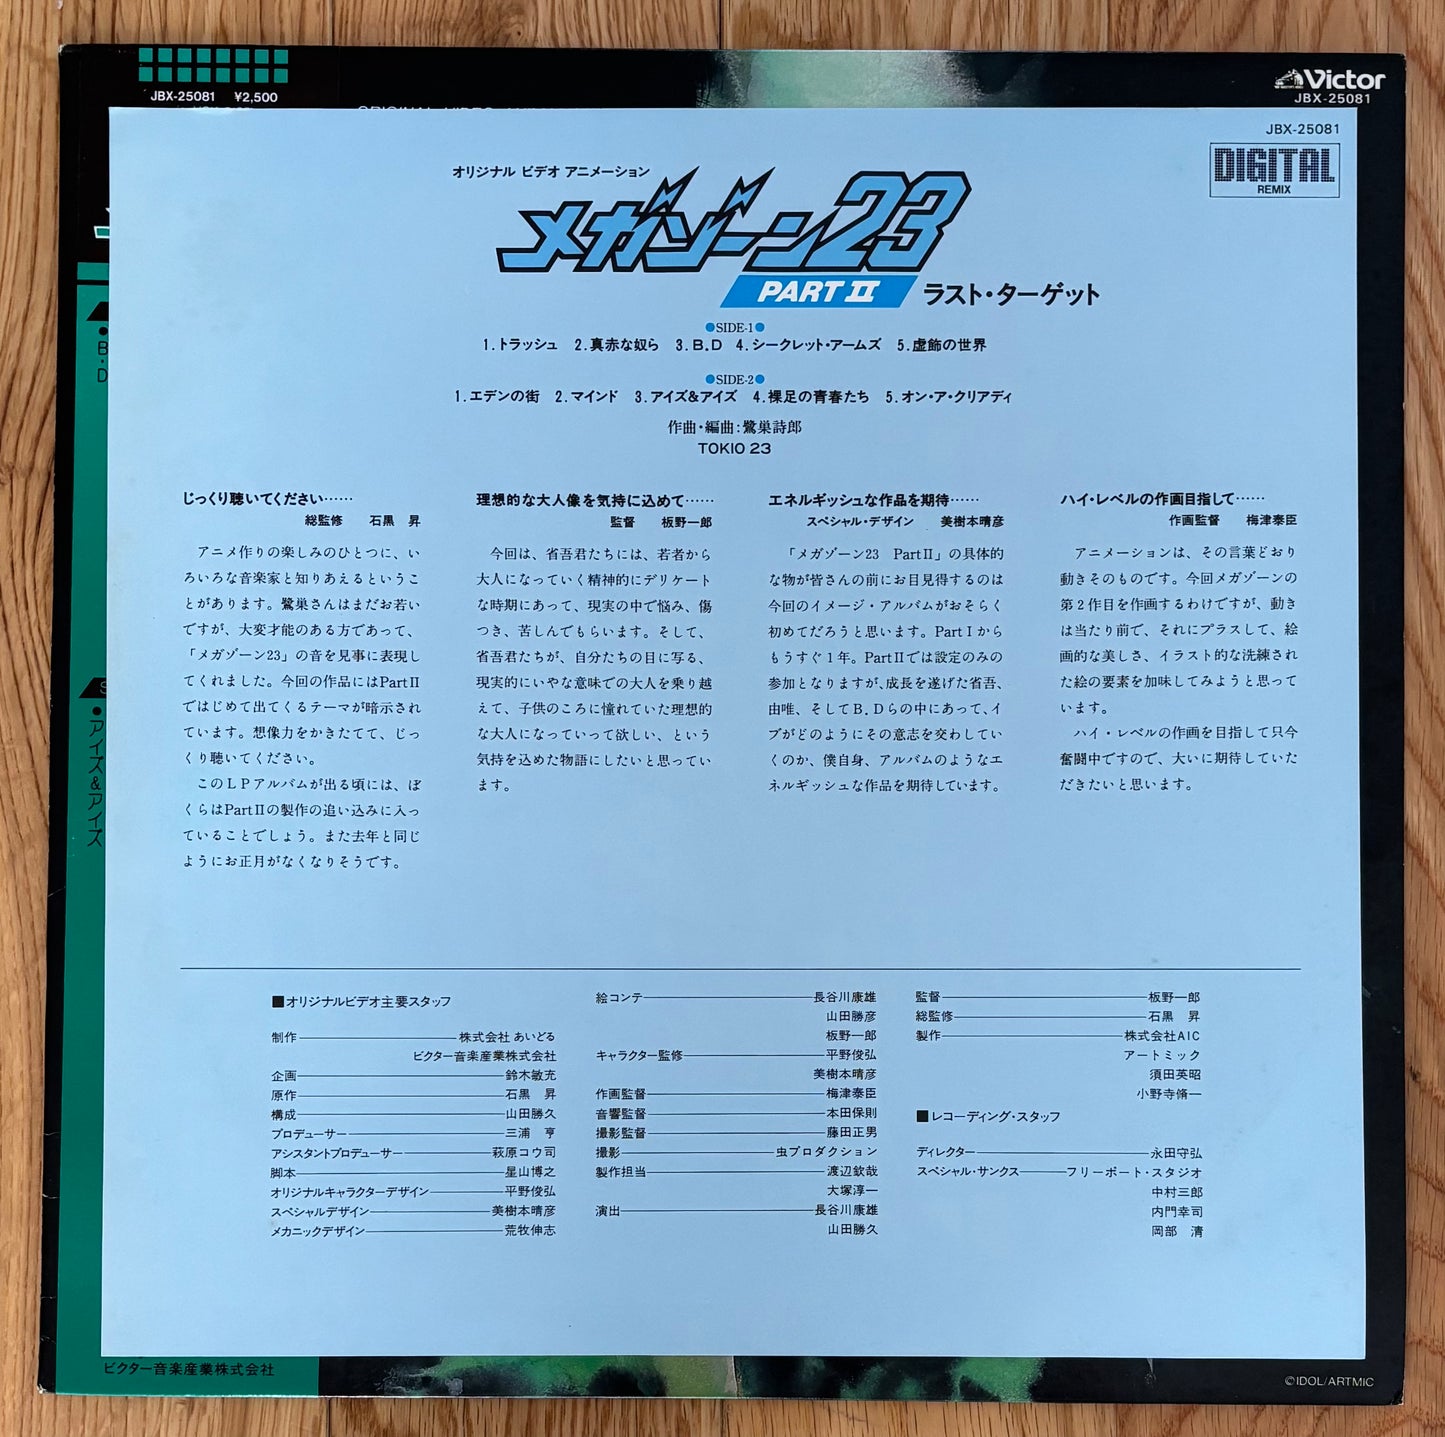 JBX-25081 ¥2,500
Victor
JBX-25081
JBX-25081
DIGITAL
REMIX
オリジナル ビデオ アニメーション
メガゾーン23
PART II ラスト・ターゲット
●SIDE-1●
1.トラッシュ 2.真赤な奴ら 3.B.D 4.シークレット・アームズ 5.虚飾の世界
●SIDE-2●
1.エデンの街 2.マインド 3.アイズ&アイズ 4.裸足の青春たち 5.オン・ア・クリアディ
作曲・編曲:鷺巣詩郎
TOKIO 23
じっくり聴いてください……
総監修 石黒 昇
アニメ作りの楽しみのひとつに、い
ろいろな音楽家と知りあえるというこ
とがあります。鷺巣さんはまだお若い
ですが、大変才能のある方であって、
「メガゾーン23」の音を見事に表現し
てくれました。今回の作品にはPartⅡ
ではじめて出てくるテーマが暗示され
ています。想像力をかきたてて、じっ
くり聴いてください。
このLPアルバムが出る頃には、ぼ
くらはPartⅡの製作の追い込みに入っ
ていることでしょう。また去年と同じ
ようにお正月がなくなりそうです。
理想的な大人像を気持に込めて……
監督 板野一郎
今回は、省吾君たちには、若者から
大人になっていく精神的にデリケート
な時期にあって、現実の中で悩み、傷
つき、苦しんでもらいます。そして、
省吾君たちが、自分たちの目に写る、
現実的にいやな意味での大人を乗り越
えて、子供のころに憧れていた理想的
な大人になっていって欲しい、という
気持を込めた物語にしたいと思ってい
ます。
エネルギッシュな作品を期待……
スペシャル・デザイン 美樹本晴彦
「メガゾーン23 PartⅡ」の具体的
な物が皆さんの前にお目見得するのは
今回のイメージ・アルバムがおそらく
初めてだろうと思います。PartⅠから
もうすぐ1年。PartⅡでは設定のみの
参加となりますが、成長を遂げた省吾、
由唯、そしてB.Dらの中にあって、イ
ブがどのようにその意志を交わしてい
くのか、僕自身、アルバムのようなエ
ネルギッシュな作品を期待しています。
ハイ・レベルの作画目指して……
作画監督 梅津泰臣
アニメーションは、その言葉どおり
動きそのものです。今回メガゾーンの
第2作目を作画するわけですが、動き
は当たり前で、それにプラスして、絵
画的な美しさ、イラスト的な洗練され
た絵の要素を加味してみようと思って
います。
ハイ・レベルの作画を目指して只今
奮闘中ですので、大いに期待していた
だきたいと思います。
■オリジナルビデオ主要スタッフ
制作 株式会社 あいどる
ビクター音楽産業株式会社
企画 鈴木敏充
原作 石黒 昇
構成 山田勝久
プロデューサー 三浦 亨
アシスタントプロデューサー 萩原コウ司
脚本 星山博之
オリジナルキャラクターデザイン 平野俊弘
スペシャルデザイン 美樹本晴彦
メカニックデザイン 荒牧伸志
絵コンテ 長谷川康雄
山田勝彦
板野一郎
キャラクター監修 平野俊弘
美樹本晴彦
作画監督 梅津泰臣
音響監督 本田保則
撮影監督 藤田正男
撮影 虫プロダクション
製作担当 渡辺欽哉
大塚淳一
演出 長谷川康雄
山田勝久
監督 板野一郎
総監修 石黒 昇
製作 株式会社AIC
アートミック
須田英昭
小野寺脩一
■レコーディング・スタッフ
ディレクター 永田守弘
スペシャル・サンクス フリーポート・スタジオ
中村三郎
内門幸司
岡部 清
B.D
アイズ&アイズ
ビクター音楽産業株式会社
©IDOL/ARTMIC